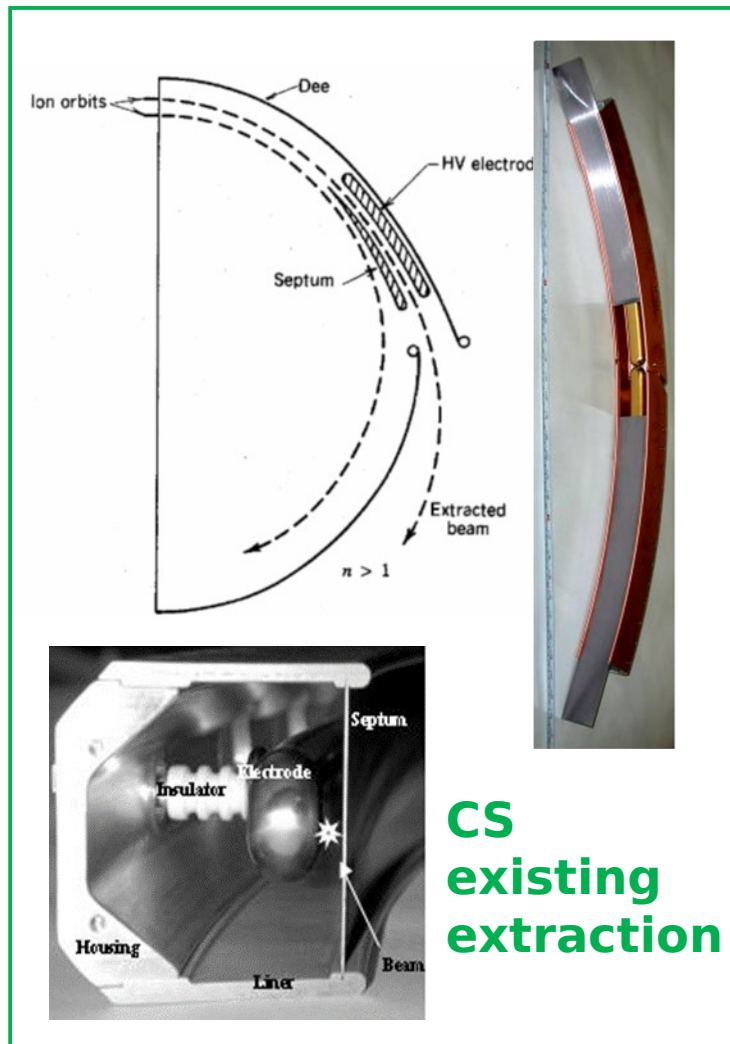 Dee
Ion orbits
HV electrod
Septum
Extracted
beam
n > 1
Septum
Electrode
Insulator
Housing
Beam
Liner
CS
existing
extraction